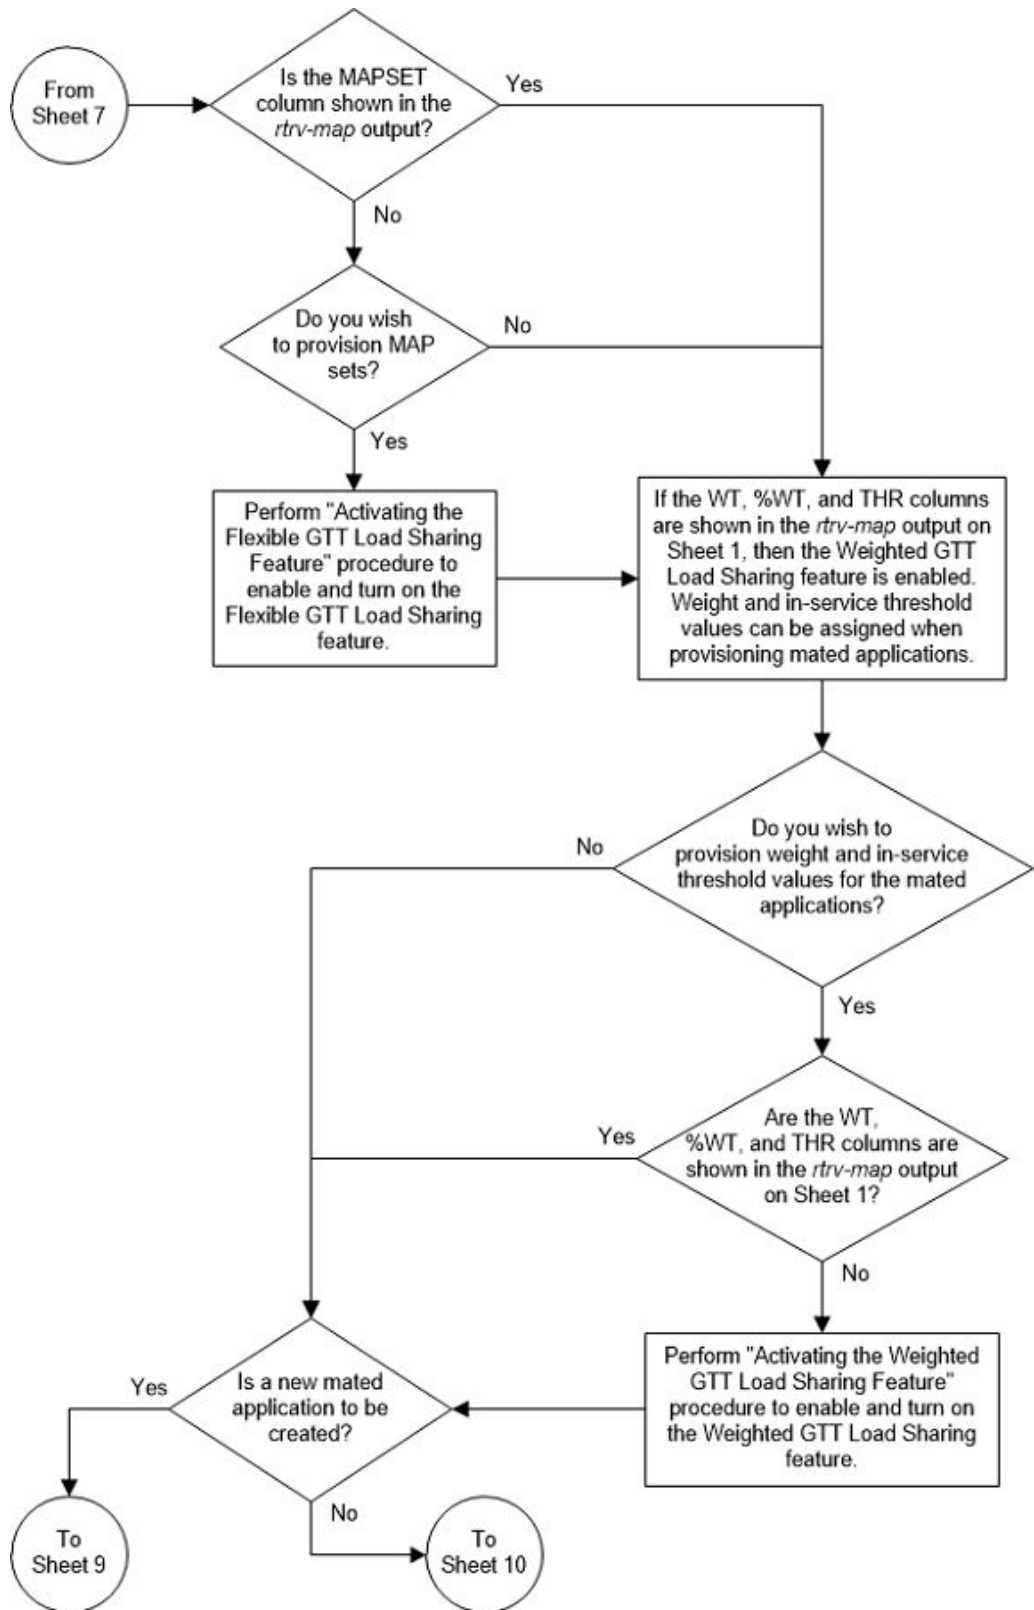 From
Sheet 7
Is the MAPSET
column shown in the
rtrv-map output?
Yes
No
Do you wish
to provision MAP
sets?
No
Yes
Perform "Activating the
Flexible GTT Load Sharing
Feature" procedure to
enable and turn on the
Flexible GTT Load Sharing
feature.
If the WT, %WT, and THR columns
are shown in the rtrv-map output on
Sheet 1, then the Weighted GTT
Load Sharing feature is enabled.
Weight and in-service threshold
values can be assigned when
provisioning mated applications.
Do you wish to
provision weight and in-service
threshold values for the mated
applications?
No
Yes
Are the WT,
%WT, and THR columns are
shown in the rtrv-map output
on Sheet 1?
Yes
No
Perform "Activating the Weighted
GTT Load Sharing Feature"
procedure to enable and turn on
the Weighted GTT Load Sharing
feature.
Is a new mated
application to be
created?
Yes
No
To
Sheet 9
To
Sheet 10